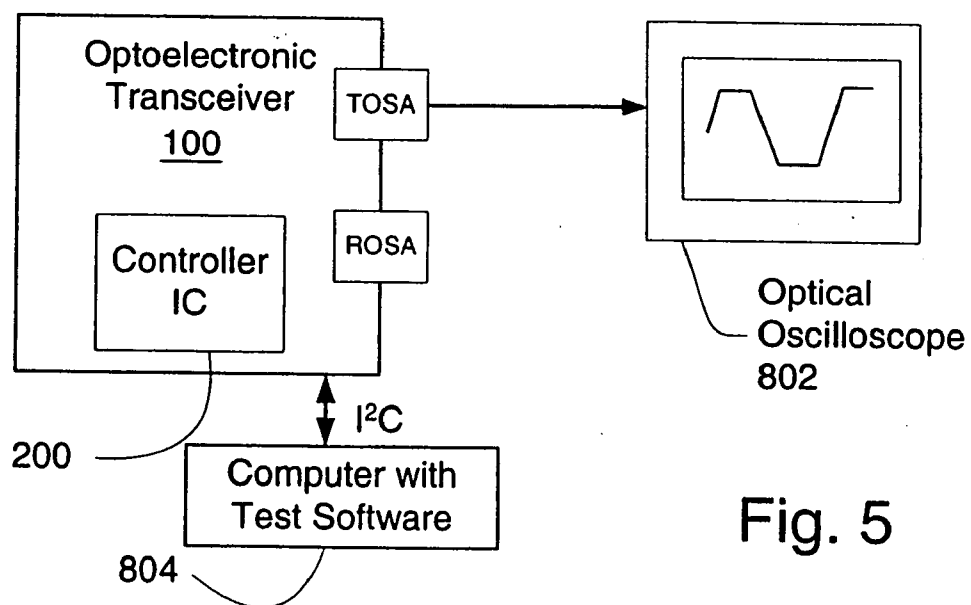 Optoelectronic
Transceiver
100
TOSA
ROSA
Controller
IC
Optical
Oscilloscope
802
I²C
200
Computer with
Test Software
804
Fig. 5